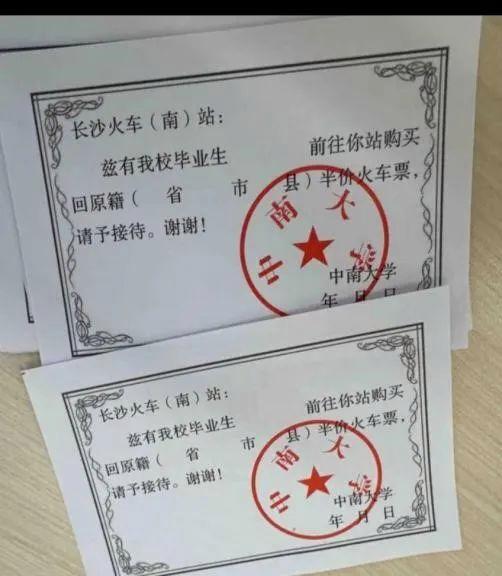 长沙火车（南）站：
兹有我校毕业生 前往你站购买
回原籍（ 省 市 县）半价火车票，
请予接待。谢谢！
中南大学
中南大学
年 月 日
长沙火车（南）站：
兹有我校毕业生 前往你站购买
回原籍（ 省 市 县）半价火车票，
请予接待。谢谢！
中南大学
中南大学
年 月 日